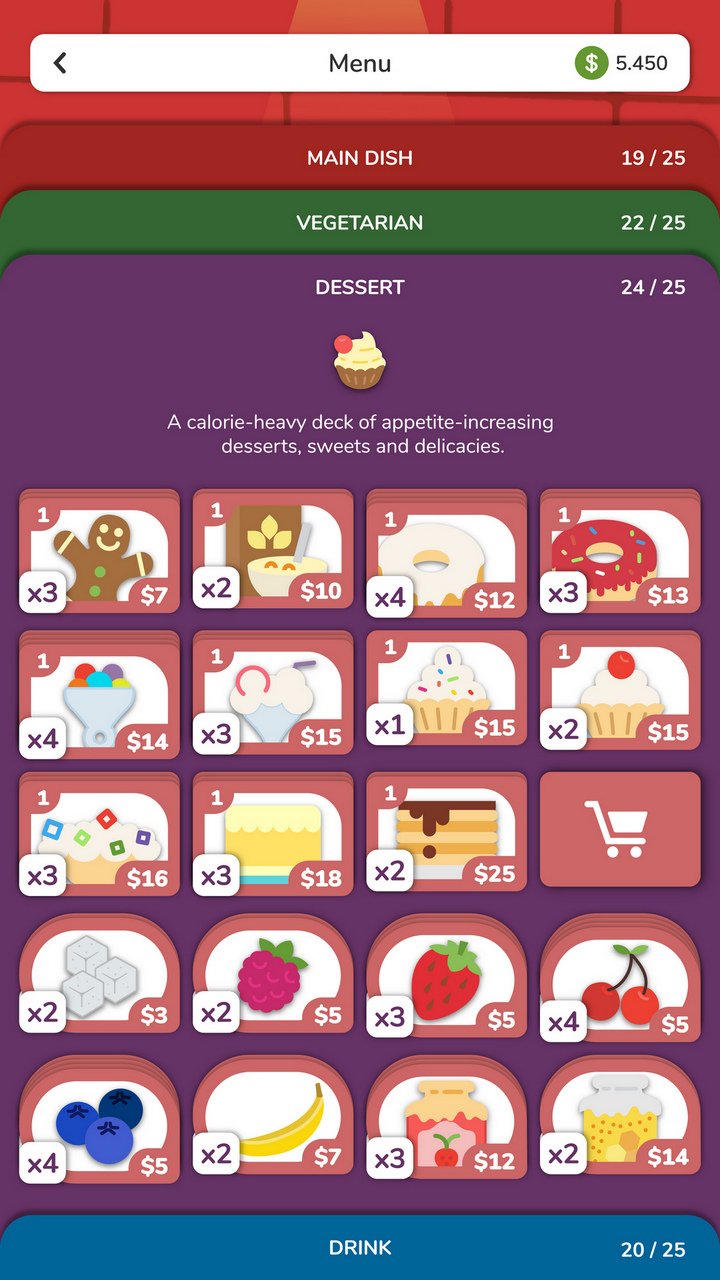 Menu
$ 5.450
MAIN DISH 19 / 25
VEGETARIAN 22 / 25
DESSERT 24 / 25
A calorie-heavy deck of appetite-increasing
desserts, sweets and delicacies.
1 x3 $7
1 x2 $10
1 x4 $12
1 x3 $13
1 x4 $14
1 x3 $15
1 x1 $15
1 x2 $15
1 x3 $16
1 x3 $18
1 x2 $25
x2 $3
x2 $5
x3 $5
x4 $5
x4 $5
x2 $7
x3 $12
x2 $14
DRINK 20 / 25